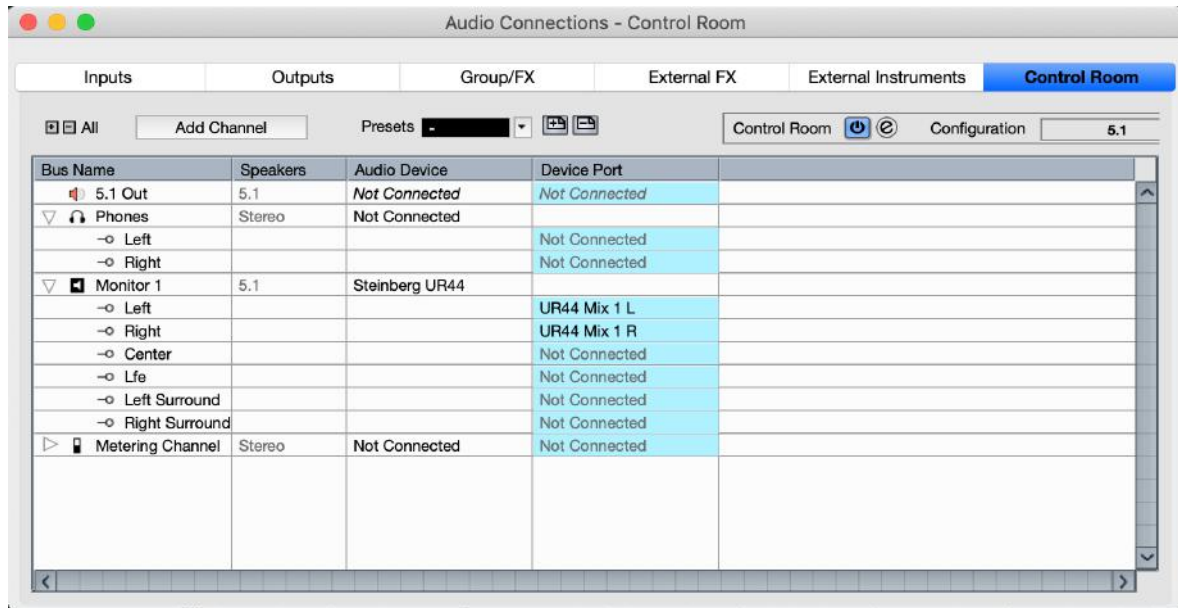 Audio Connections - Control Room
Inputs Outputs Group/FX External FX External Instruments Control Room
All Add Channel Presets - Control Room e Configuration 5.1
Bus Name Speakers Audio Device Device Port
5.1 Out 5.1 Not Connected Not Connected
Phones Stereo Not Connected
Left Not Connected
Right Not Connected
Monitor 1 5.1 Steinberg UR44
Left UR44 Mix 1 L
Right UR44 Mix 1 R
Center Not Connected
Lfe Not Connected
Left Surround Not Connected
Right Surround Not Connected
Metering Channel Stereo Not Connected Not Connected